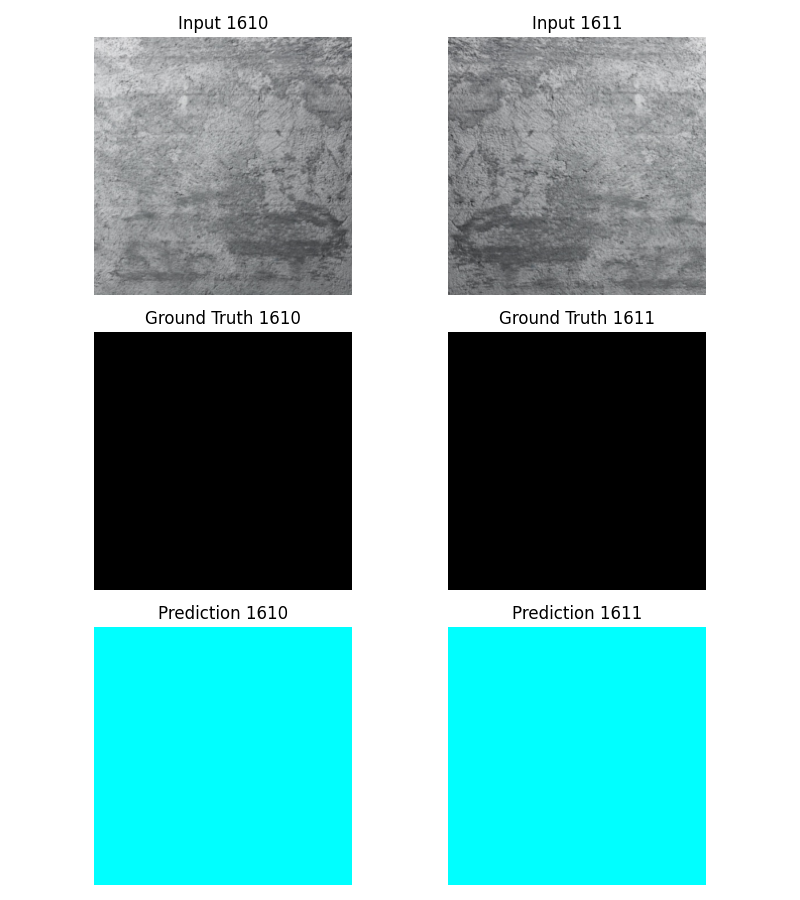 Input 1610
Input 1611
Ground Truth 1610
Ground Truth 1611
Prediction 1610
Prediction 1611